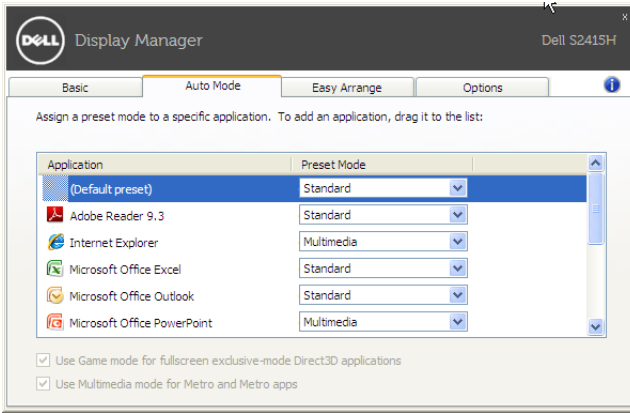 DELL Display Manager Dell S2415H x
Basic Auto Mode Easy Arrange Options i
Assign a preset mode to a specific application. To add an application, drag it to the list:
Application Preset Mode
(Default preset) Standard
Adobe Reader 9.3 Standard
Internet Explorer Multimedia
Microsoft Office Excel Standard
Microsoft Office Outlook Standard
Microsoft Office PowerPoint Multimedia
Use Game mode for fullscreen exclusive-mode Direct3D applications
Use Multimedia mode for Metro and Metro apps